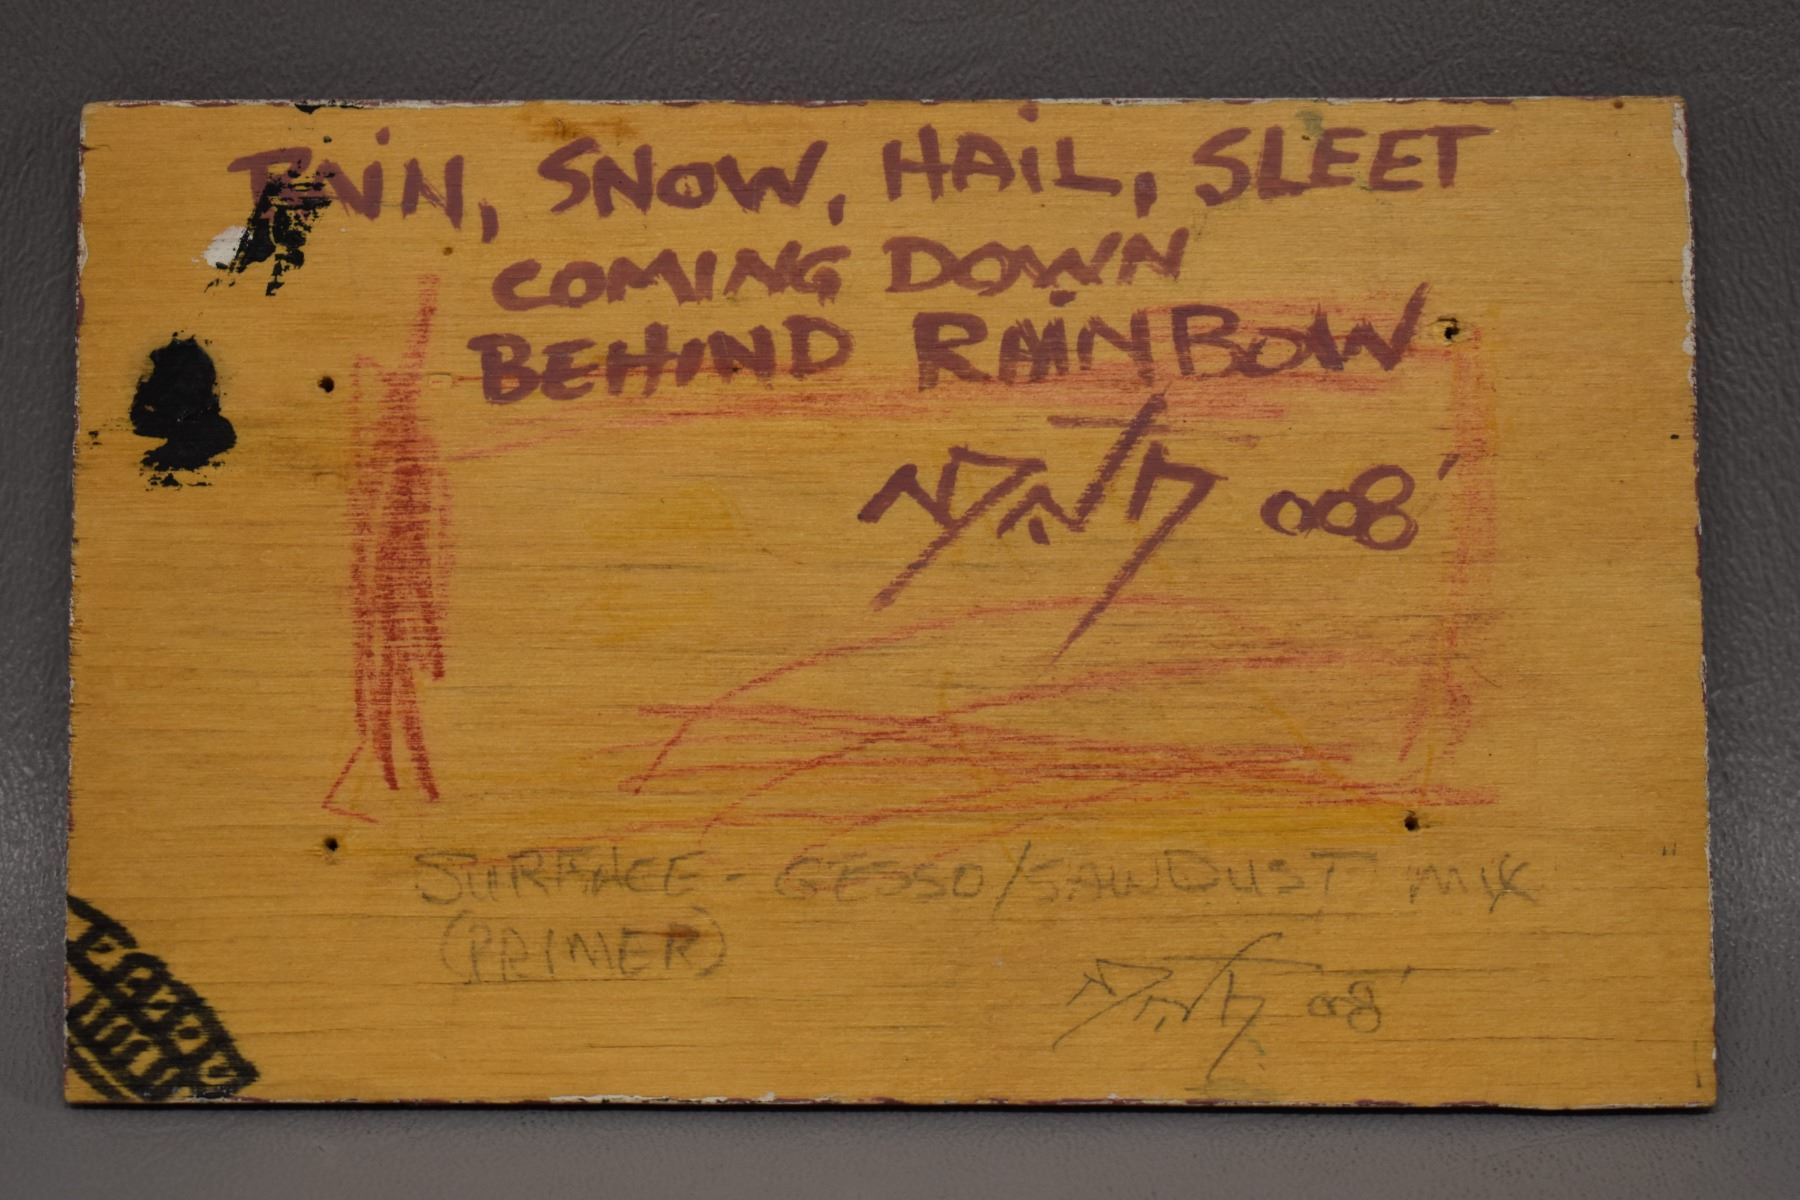 RAiN, SNOW, HAiL, SLEET
COMING DOWN
BEHIND RAiNBOW
008'
SURFACE - GESSO/SAWDUST MIX
(PRIMER)
008'